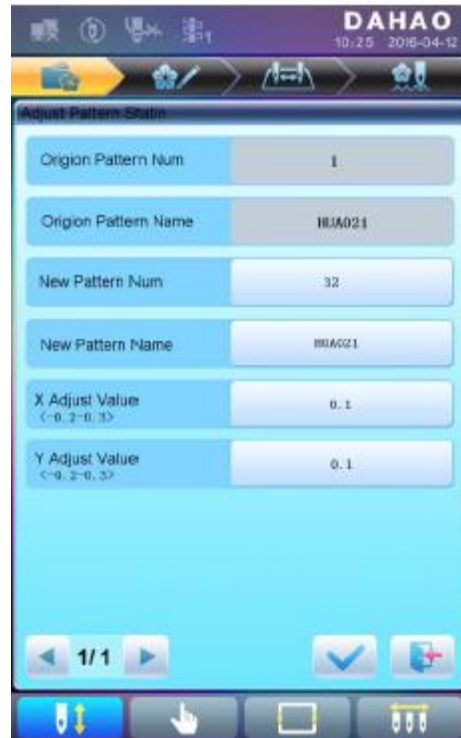 DAHAO
1
10:25 2016-04-12
Adjust Pattern Statin
Origion Pattern Num
1
Origion Pattern Name
HUA021
New Pattern Num
32
New Pattern Name
HUA021
X Adjust Value
<-0.2-0.3>
0.1
Y Adjust Value
<-0.2-0.3>
0.1
1/1